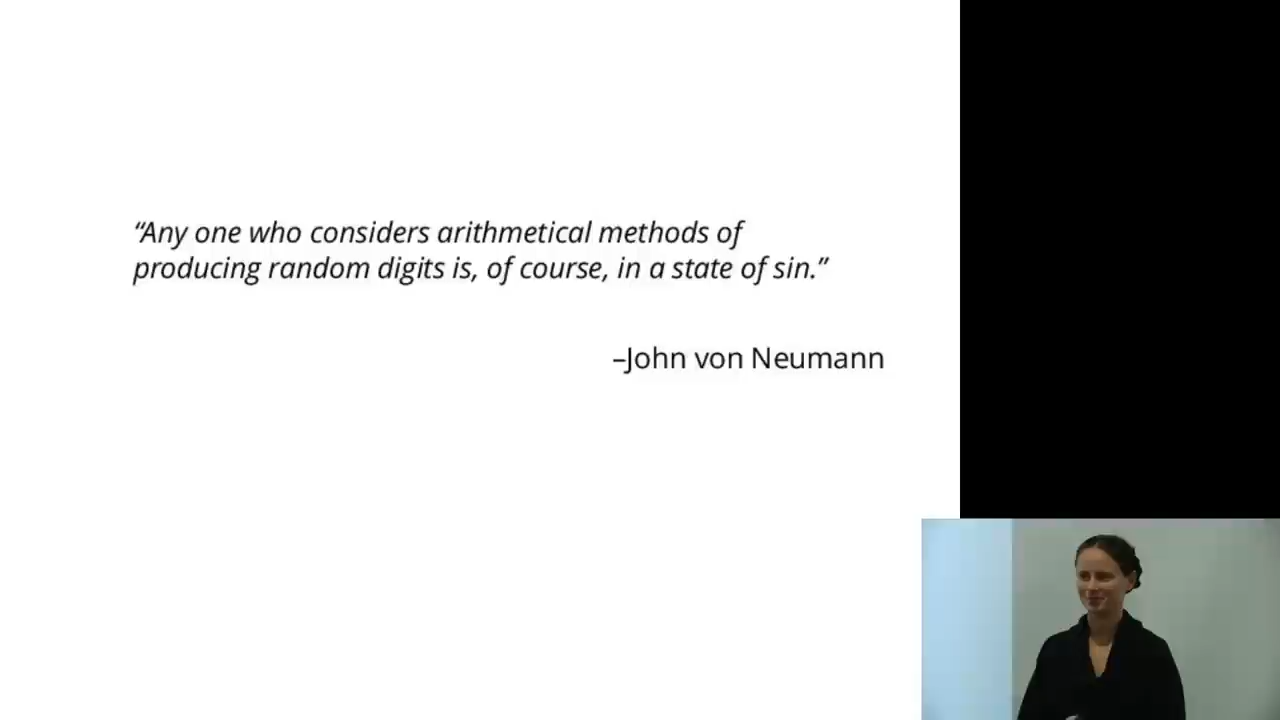 “Any one who considers arithmetical methods of
producing random digits is, of course, in a state of sin.”
–John von Neumann